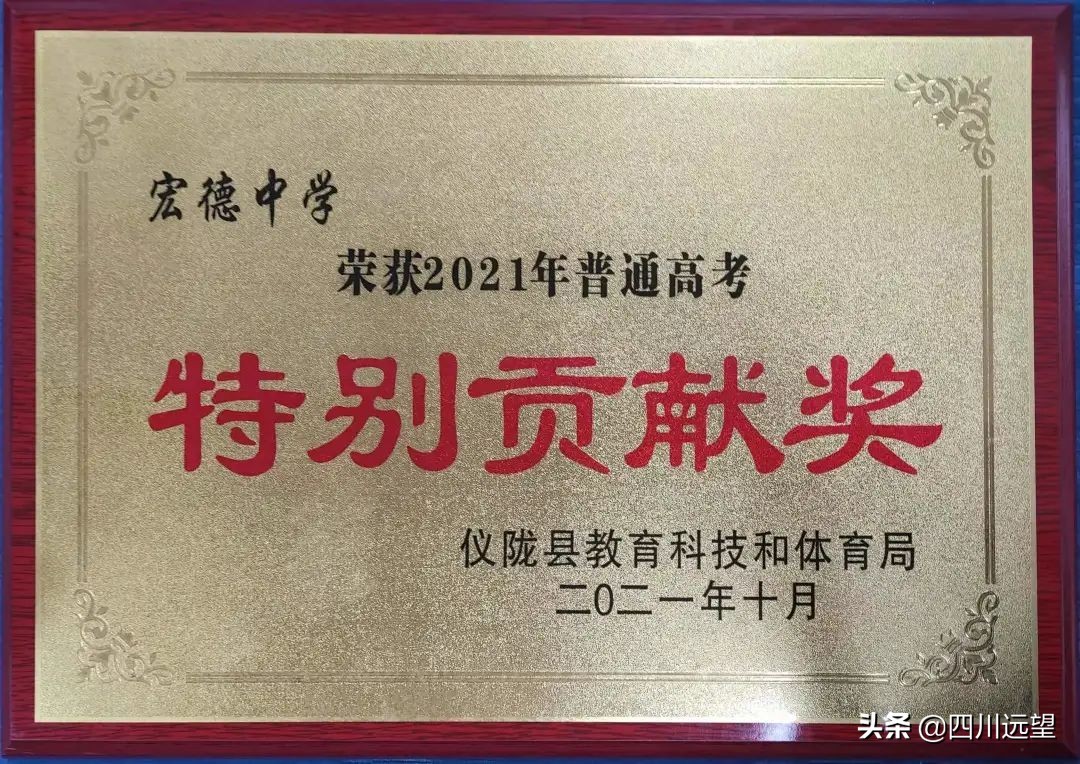 宏德中学
荣获2021年普通高考
特别贡献奖
仪陇县教育科技和体育局
二〇二一年十月
头条 @四川远望